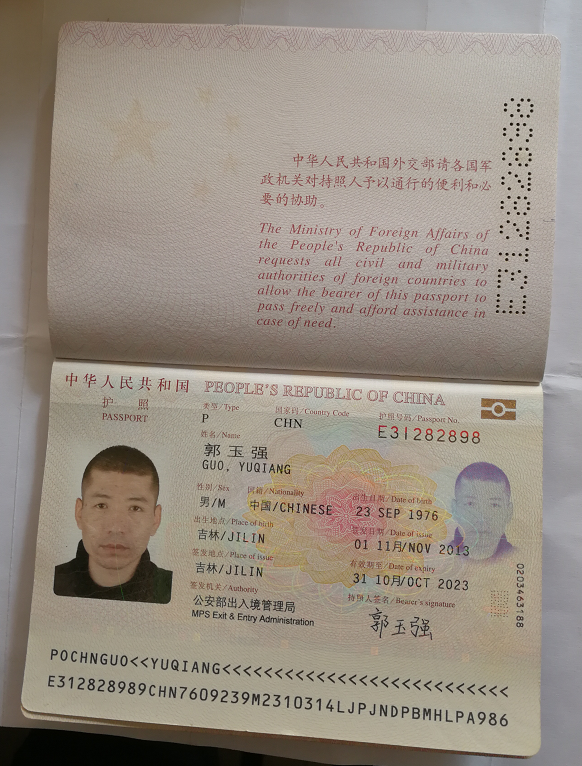 中华人民共和国外交部请各国军
政机关对持照人予以通行的便利和必
要的协助。
The Ministry of Foreign Affairs of
the People's Republic of China
requests all civil and military
authorities of foreign countries to
allow the bearer of this passport to
pass freely and afford assistance in
case of need.
E31282898
中华人民共和国 PEOPLE'S REPUBLIC OF CHINA
护 照
PASSPORT
类型/Type 国家码/Country Code 护照号码/Passport No.
P CHN E31282898
姓名/Name
郭玉强
GUO, YUQIANG
性别/Sex 国籍/Nationality 出生日期/Date of birth
男/M 中国/CHINESE 23 SEP 1976
出生地点/Place of birth 签发日期/Date of issue
吉林/JILIN 01 11月/NOV 2013
签发地点/Place of issue 有效期至/Date of expiry
吉林/JILIN 31 10月/OCT 2023
签发机关/Authority 持照人签名/Bearer's signature
公安部出入境管理局
MPS Exit & Entry Administration
郭玉强
0203463188
POCHNGUO<<YUQIANG<<<<<<<<<<<<<<<<<<<<<<<<<<<
E312828989CHN7609239M2310314LJPJNDPBMHLPA986